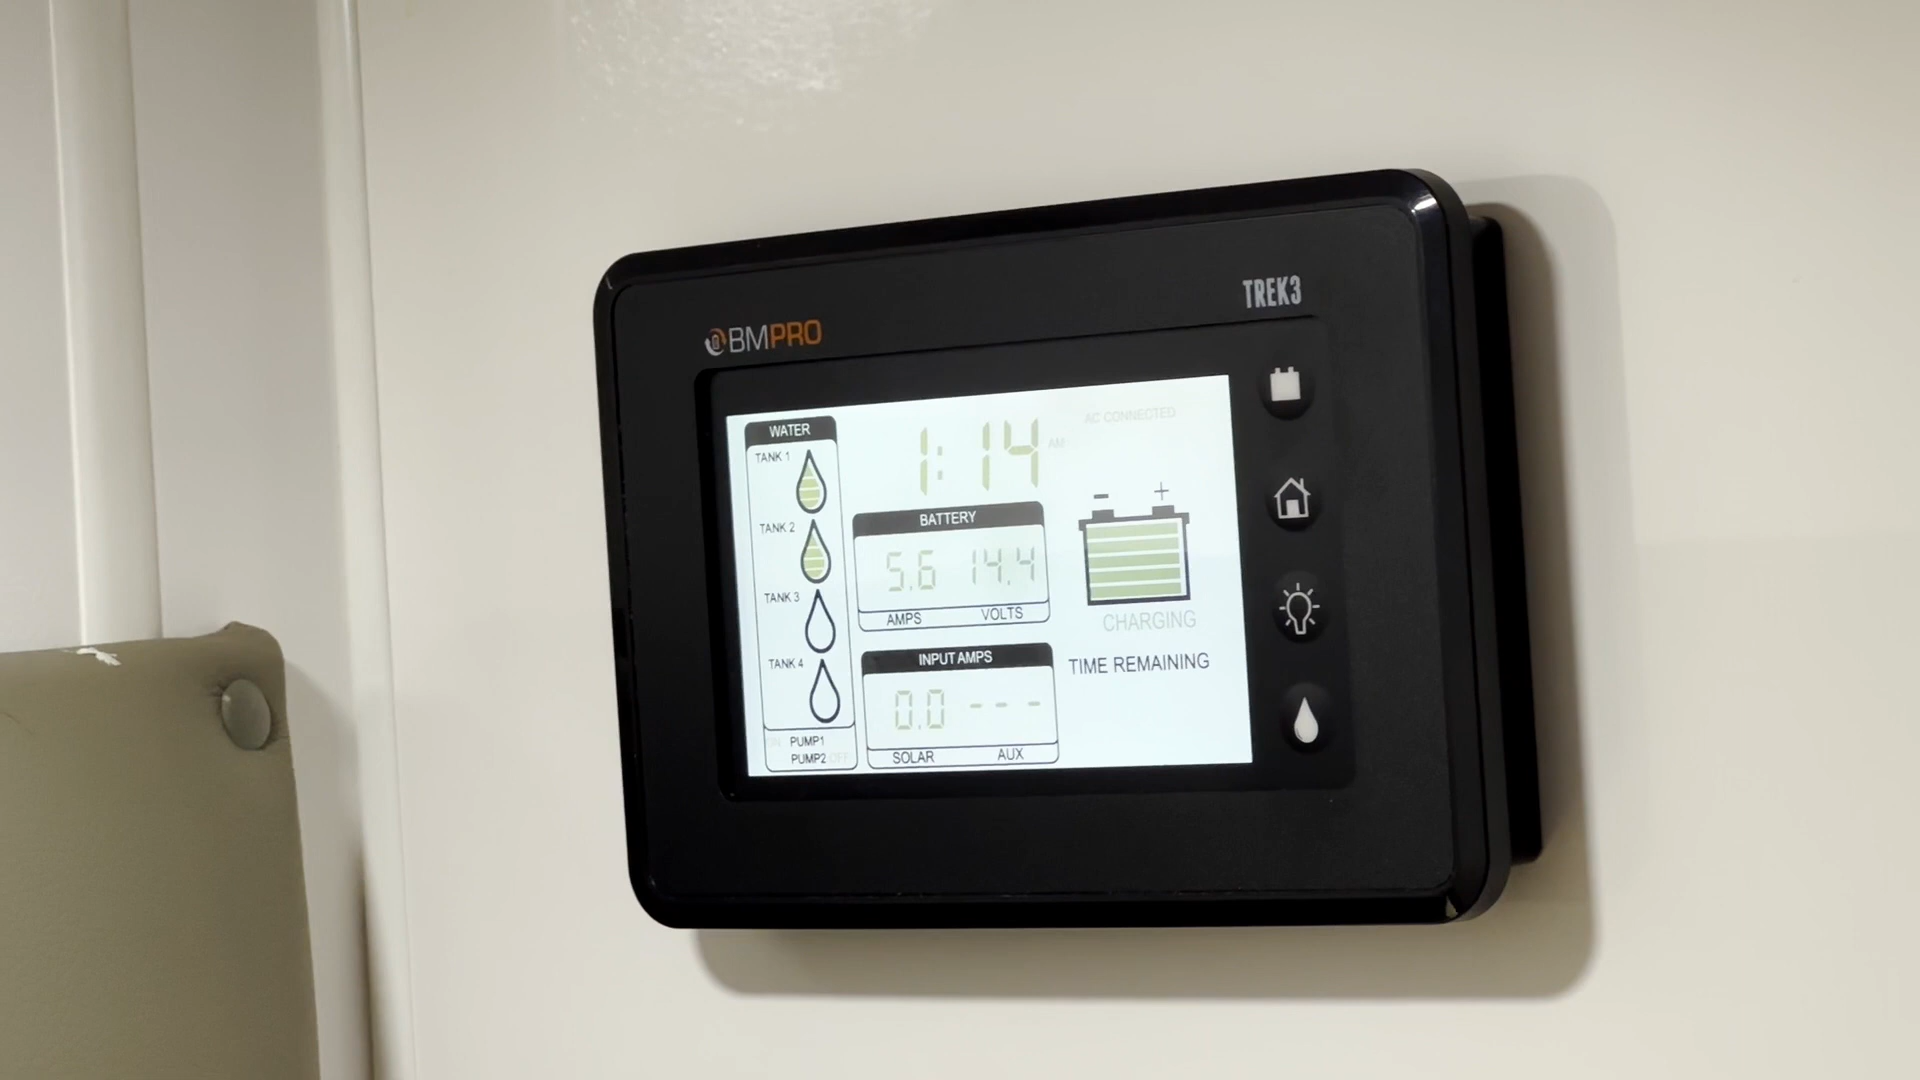 BMPRO
TREK3
WATER
TANK 1
TANK 2
TANK 3
TANK 4
ON PUMP1
PUMP2 OFF
1:14 AM
BATTERY
5.6 14.4
AMPS VOLTS
INPUT AMPS
0.0 - - -
SOLAR AUX
AC CONNECTED
- +
CHARGING
TIME REMAINING